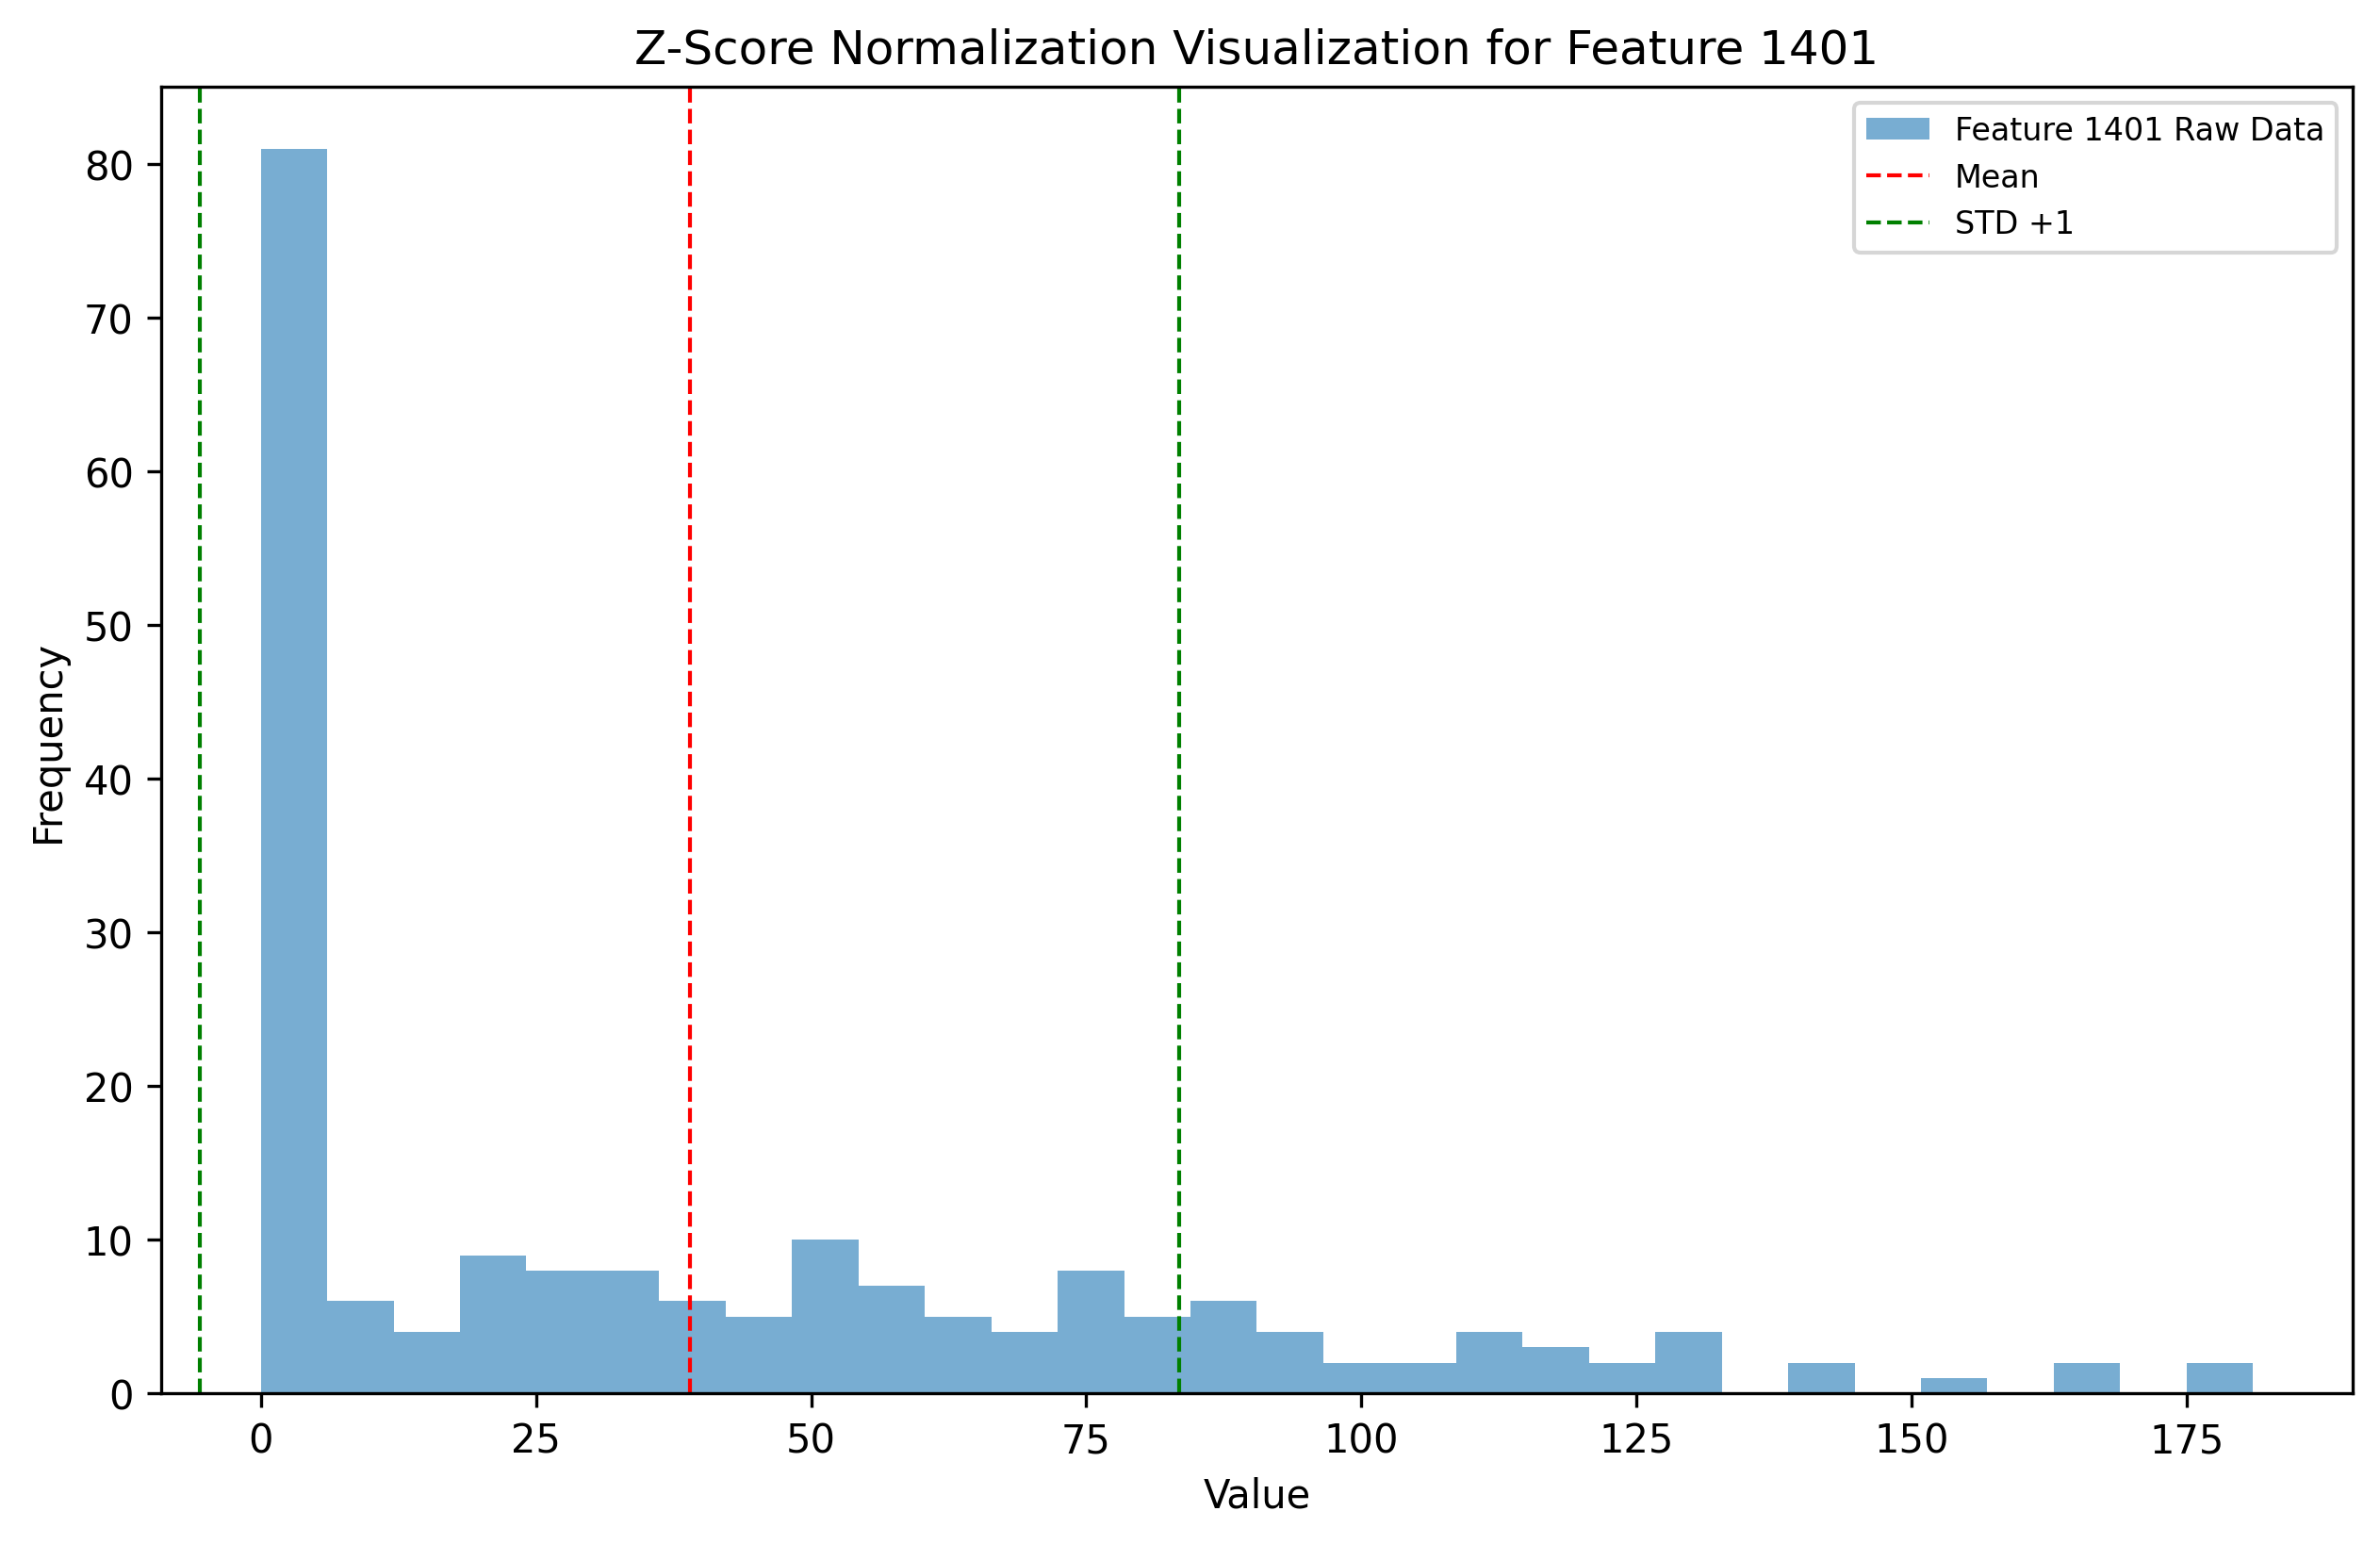 Z-Score Normalization Visualization for Feature 1401
Feature 1401 Raw Data
Mean
STD +1
Frequency
80
70
60
50
40
30
20
10
0
0 25 50 75 100 125 150 175
Value